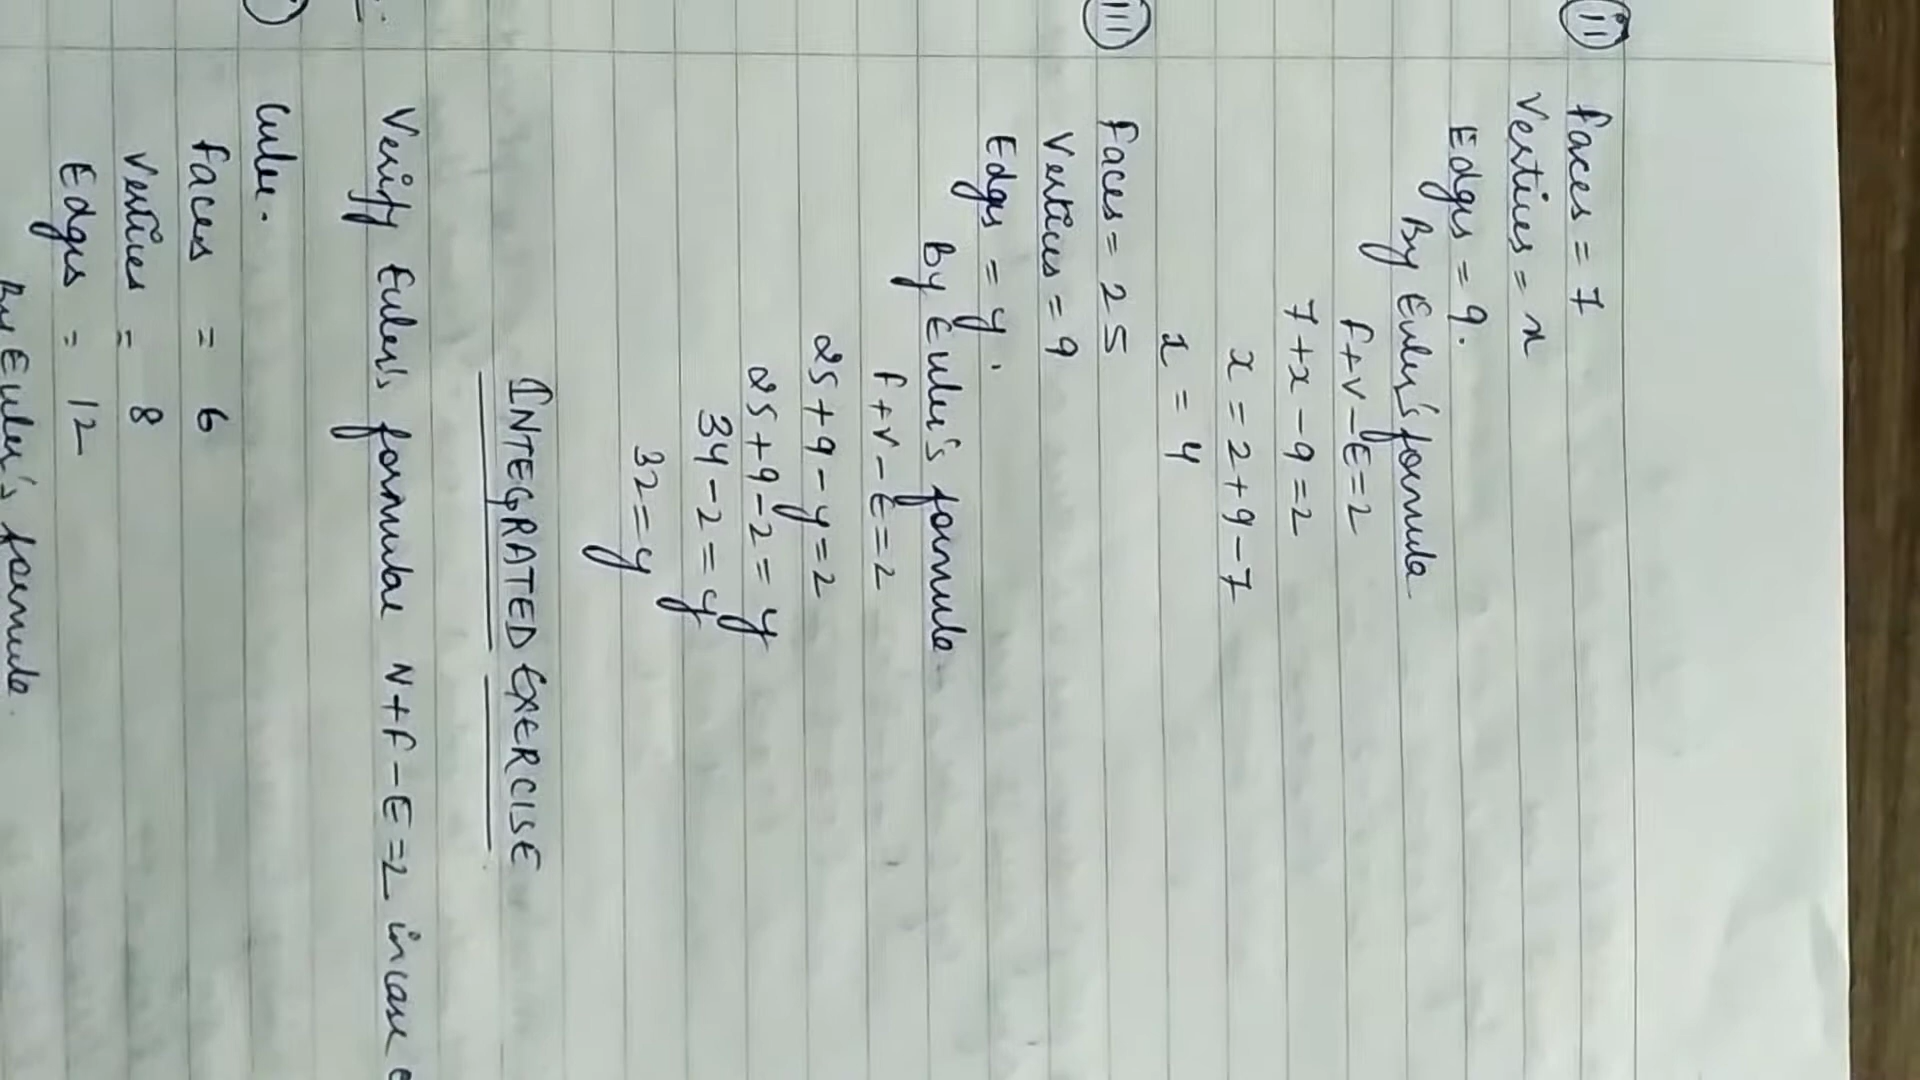 ii Faces = 7
Vertices = x
Edges = 9.
By Euler's formula
F+V-E=2
7+x-9=2
x = 2+9-7
x = 4
iii Faces = 25
Vertices = 9
Edges = y.
By Euler's formula
F+V-E=2
25+9-y=2
25+9-2=y
34-2=y
32=y
INTEGRATED EXERCISE
Verify Euler's formula V+F-E=2 in case
Cube.
Faces = 6
Vertices = 8
Edges = 12
By Euler's formula.